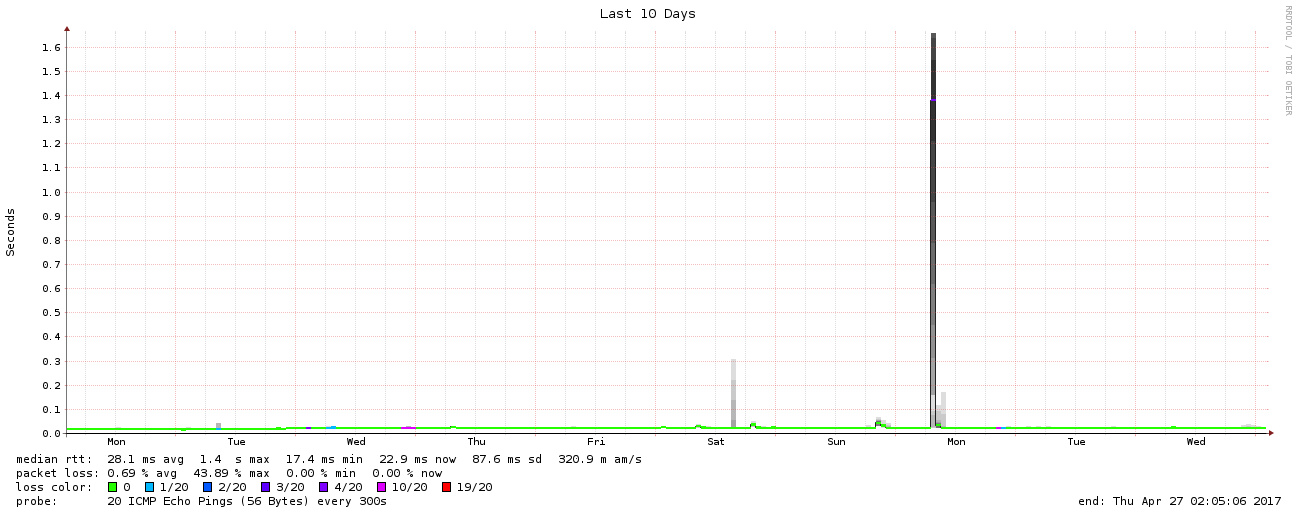 Last 10 Days
RRDTOOL / TOBI OETIKER
Seconds
1.6
1.5
1.4
1.3
1.2
1.1
1.0
0.9
0.8
0.7
0.6
0.5
0.4
0.3
0.2
0.1
0.0
Mon Tue Wed Thu Fri Sat Sun Mon Tue Wed
median rtt: 28.1 ms avg 1.4 s max 17.4 ms min 22.9 ms now 87.6 ms sd 320.9 m am/s
packet loss: 0.69 % avg 43.89 % max 0.00 % min 0.00 % now
loss color: 0 1/20 2/20 3/20 4/20 10/20 19/20
probe: 20 ICMP Echo Pings (56 Bytes) every 300s end: Thu Apr 27 02:05:06 2017